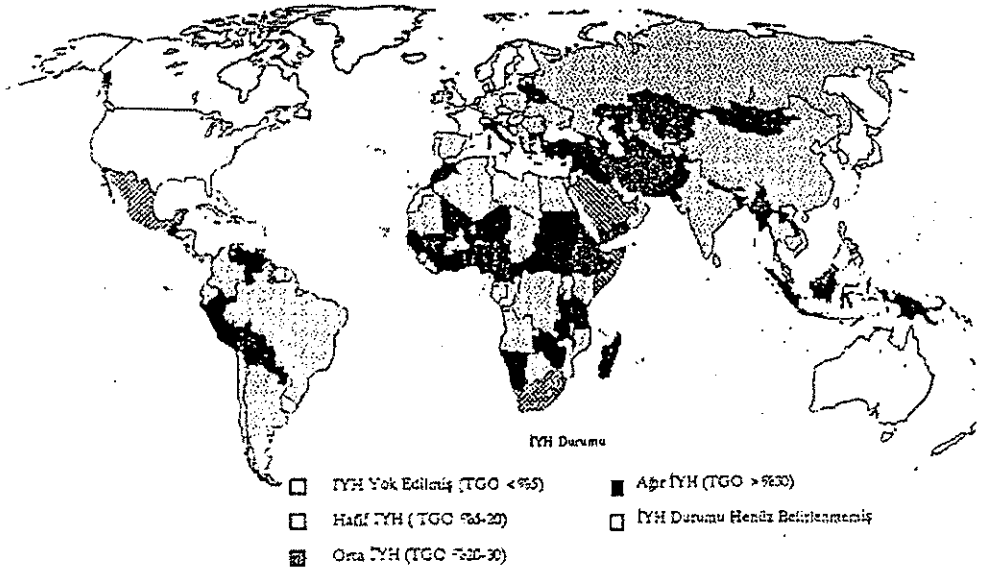 İYH Durumu
İYH Yok Edilmiş (TGO <%5)
Hafif İYH (TGO %5-20)
Orta İYH (TGO %20-30)
Ağır İYH (TGO >%30)
İYH Durumu Henüz Belirlenmemiş